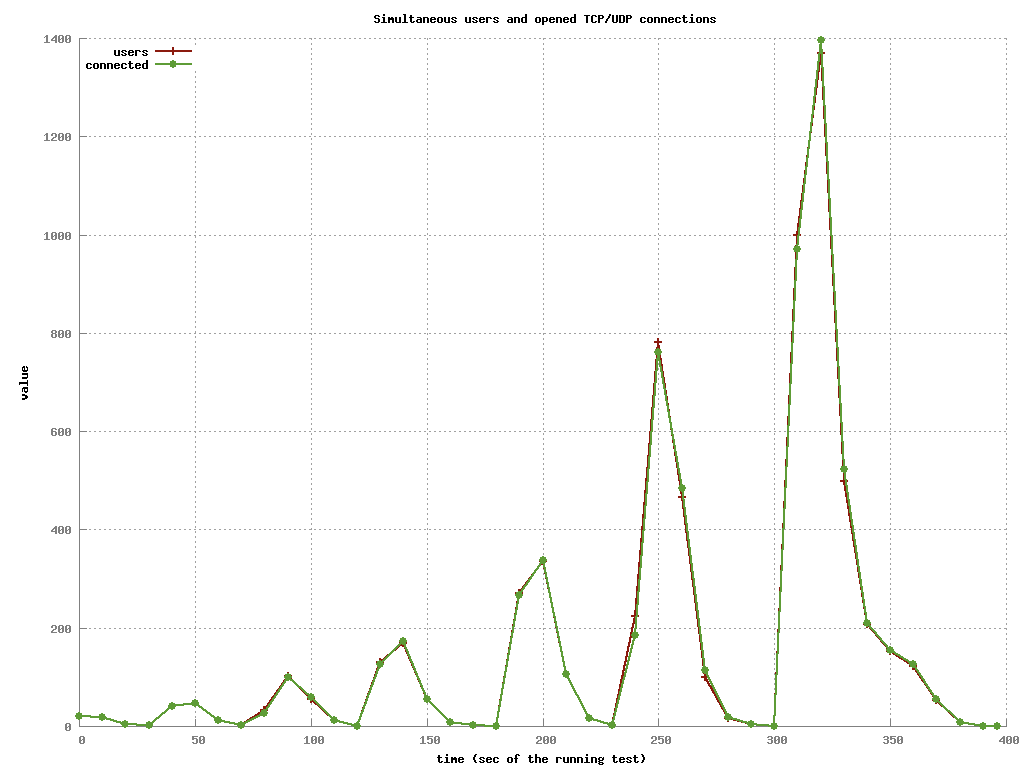 Simultaneous users and opened TCP/UDP connections
1400
users
connected
1200
1000
800
value
600
400
200
0
0 50 100 150 200 250 300 350 400
time (sec of the running test)